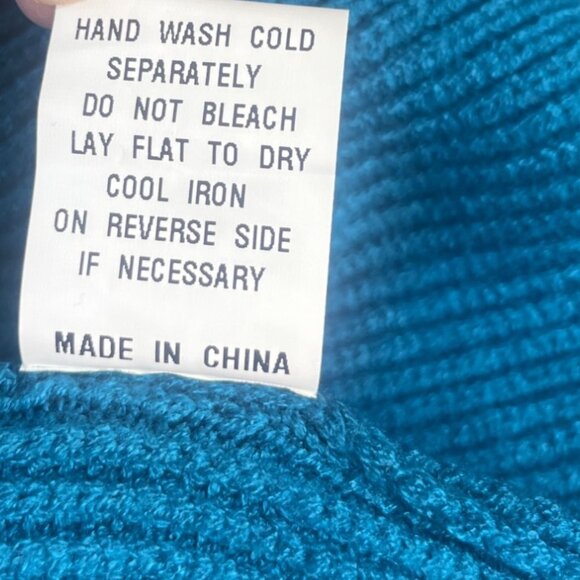 HAND WASH COLD
SEPARATELY
DO NOT BLEACH
LAY FLAT TO DRY
COOL IRON
ON REVERSE SIDE
IF NECESSARY
MADE IN CHINA